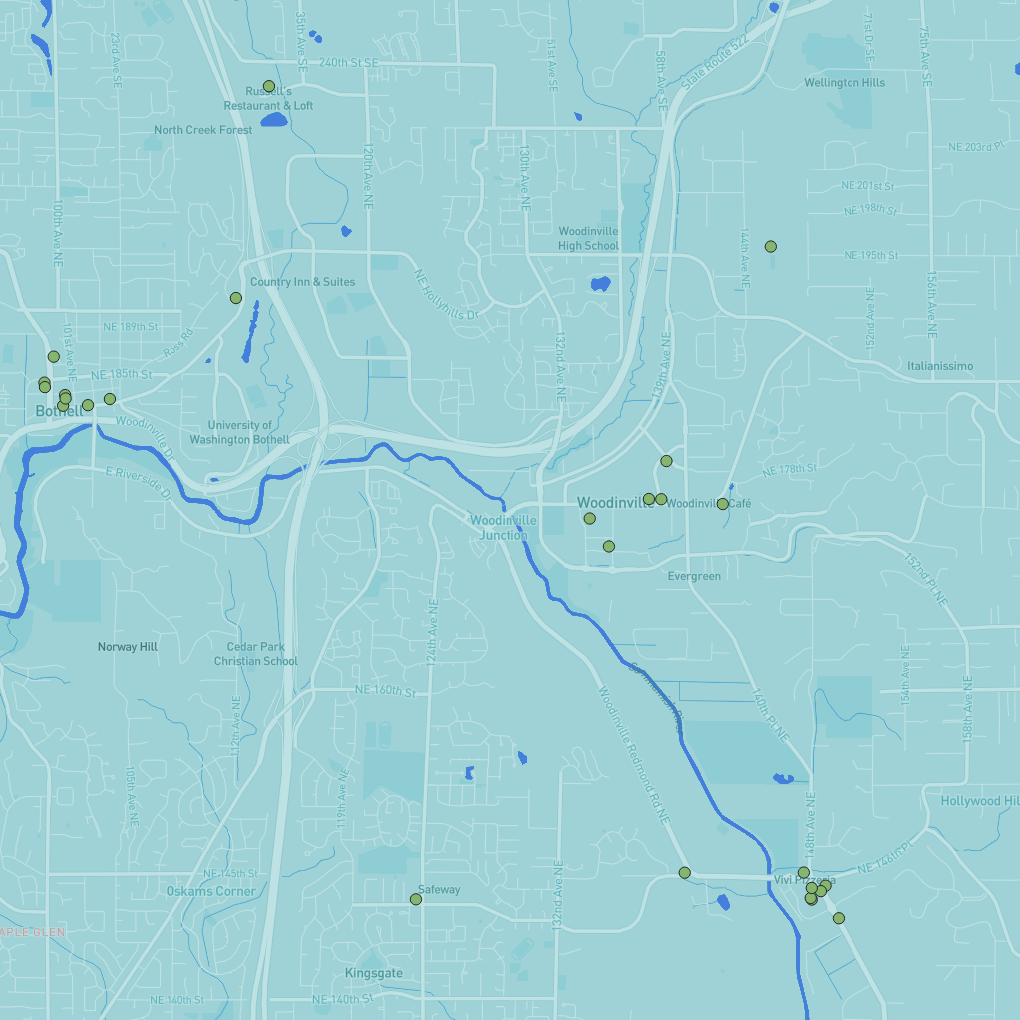 35th Ave SE
State Route 522
58th Ave SE
71st Dr SE
75th Ave SE
23rd Ave SE
51st Ave SE
240th St SE
Wellington Hills
Russell's
Restaurant & Loft
North Creek Forest
NE 203rd Pl
120th Ave NE
130th Ave NE
NE 201st St
NE 198th St
100th Ave NE
Woodinville
High School
144th Ave NE
NE 195th St
Country Inn & Suites
NE Hollyhills Dr
156th Ave NE
152nd Ave NE
NE 189th St
Ross Rd
101st Ave NE
132nd Ave NE
139th Ave NE
Italianissimo
NE 185th St
Bothell
Woodinville Dr
University of
Washington Bothell
E Riverside Dr
NE 178th St
Woodinville
Woodinville Café
Woodinville
Junction
Evergreen
152nd Pl NE
124th Ave NE
Norway Hill
Cedar Park
Christian School
Sammamish River
154th Ave NE
NE 160th St
158th Ave NE
140th Pl NE
112th Ave NE
Woodinville Redmond Rd NE
105th Ave NE
119th Ave NE
Hollywood Hil
148th Ave NE
NE 146th Pl
NE 145th St
Vivi Pizzeria
Oskams Corner
Safeway
132nd Ave NE
APLE GLEN
Kingsgate
NE 140th St
NE 140th St